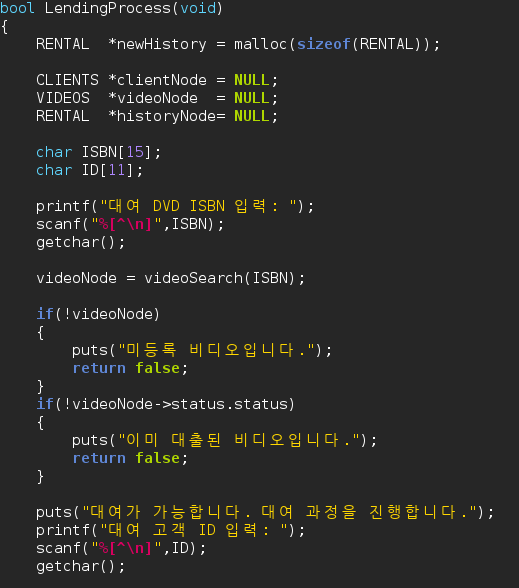 bool LendingProcess(void)
{
    RENTAL  *newHistory = malloc(sizeof(RENTAL));
    CLIENTS *clientNode = NULL;
    VIDEOS  *videoNode  = NULL;
    RENTAL  *historyNode= NULL;
    char ISBN[15];
    char ID[11];
    printf("대여 DVD ISBN 입력: ");
    scanf("%[^\n]",ISBN);
    getchar();
    videoNode = videoSearch(ISBN);
    if(!videoNode)
    {
        puts("미등록 비디오입니다.");
        return false;
    }
    if(!videoNode->status.status)
    {
        puts("이미 대출된 비디오입니다.");
        return false;
    }
    puts("대여가 가능합니다. 대여 과정을 진행합니다.");
    printf("대여 고객 ID 입력: ");
    scanf("%[^\n]",ID);
    getchar();